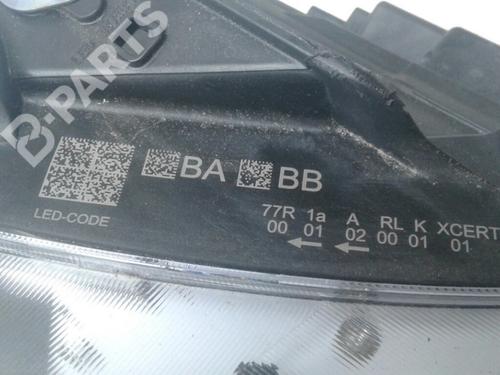 B-PARTS
BA BB
LED-CODE
77R 1a A RL K XCERT
00 01 02 00 01 01